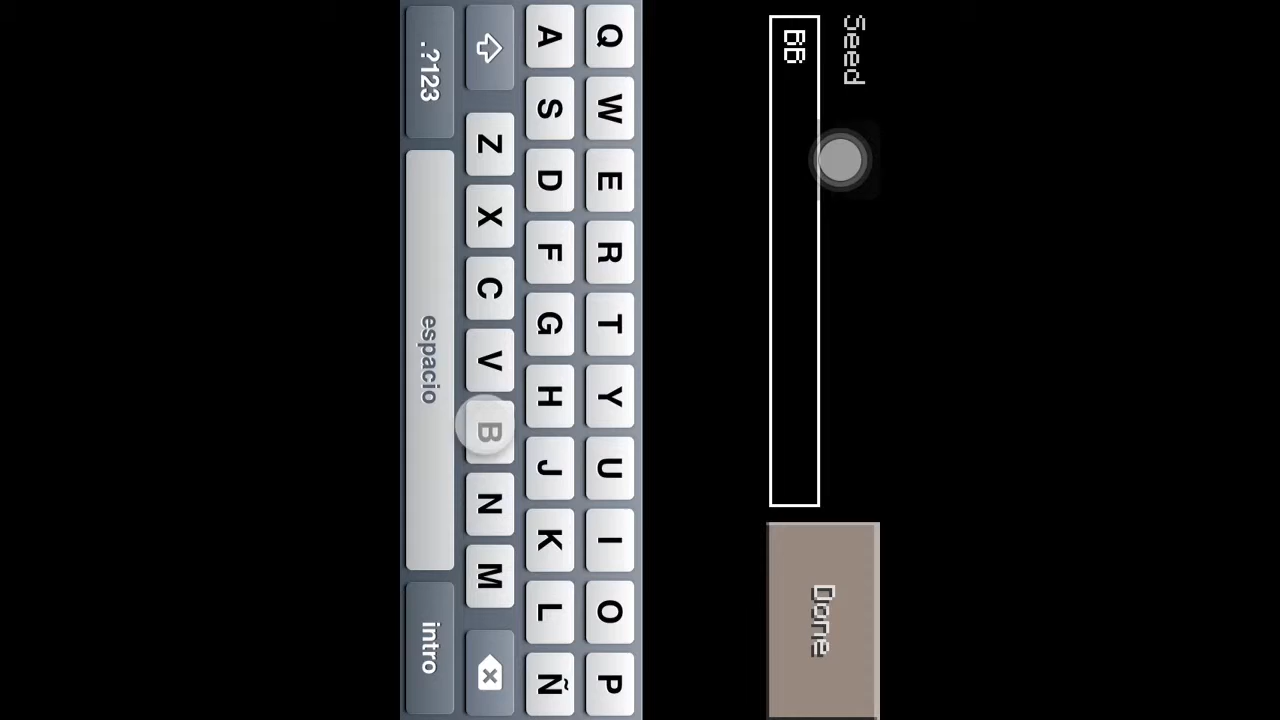 Seed
BB
Done
Q W E R T Y U I O P
A S D F G H J K L Ñ
Z X C V B N M
.?123 espacio intro